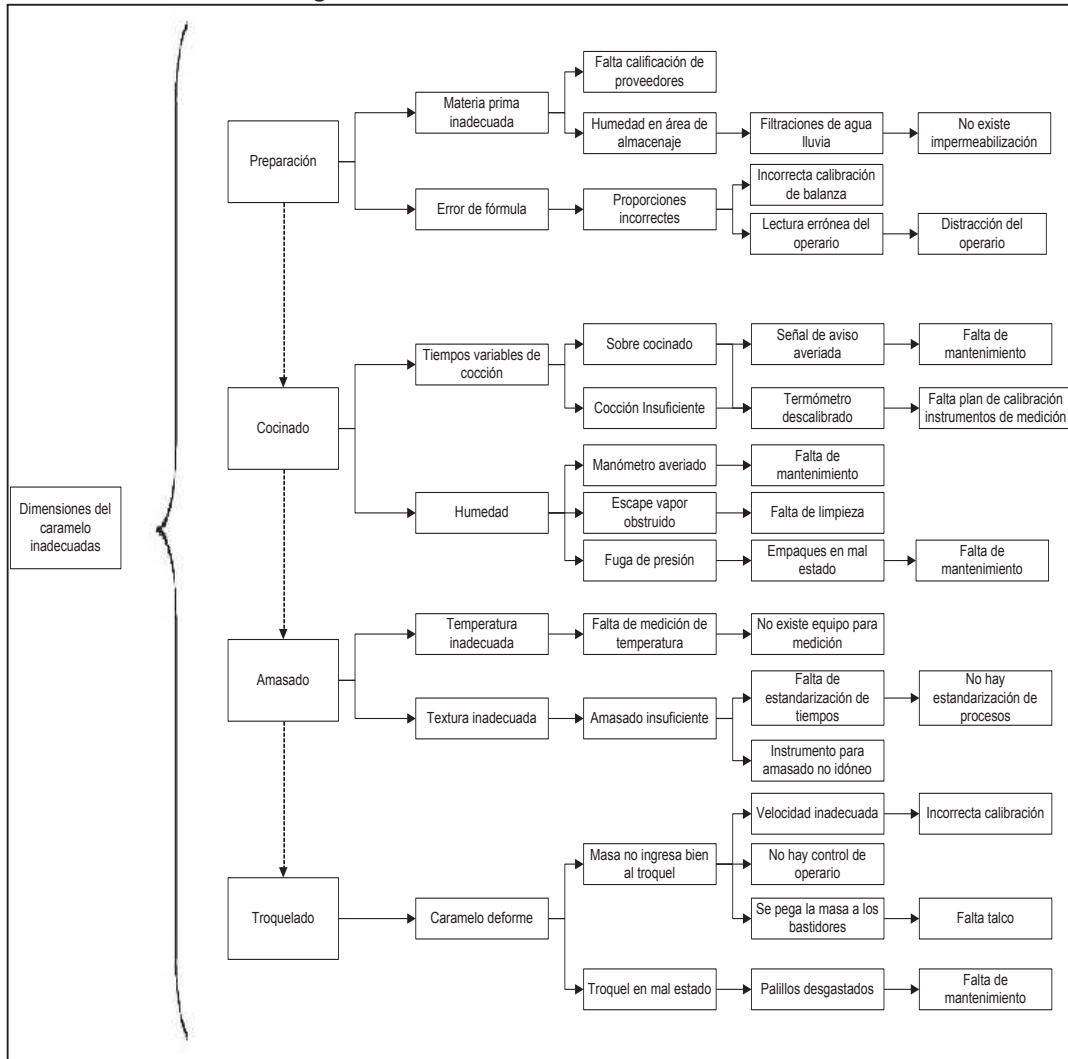 Falta calificación de
proveedores
Materia prima
inadecuada
Humedad en área de
almacenaje
Filtraciones de agua
lluvia
No existe
impermeabilización
Preparación
Incorrecta calibración
de balanza
Error de fórmula
Proporciones
incorrectes
Lectura errónea del
operario
Distracción del
operario
Tiempos variables de
cocción
Sobre cocinado
Señal de aviso
averiada
Falta de
mantenimiento
Cocción Insuficiente
Termómetro
descalibrado
Falta plan de calibración
instrumentos de medición
Cocinado
Manómetro averiado
Falta de
mantenimiento
Humedad
Escape vapor
obstruido
Falta de limpieza
Fuga de presión
Empaques en mal
estado
Falta de
mantenimiento
Dimensiones del
caramelo
inadecuadas
Temperatura
inadecuada
Falta de medición de
temperatura
No existe equipo para
medición
Amasado
Textura inadecuada
Amasado insuficiente
Falta de
estandarización de
tiempos
No hay
estandarización de
procesos
Instrumento para
amasado no idóneo
Velocidad inadecuada
Incorrecta calibración
Masa no ingresa bien
al troquel
No hay control de
operario
Troquelado
Caramelo deforme
Se pega la masa a los
bastidores
Falta talco
Troquel en mal estado
Palillos desgastados
Falta de
mantenimiento